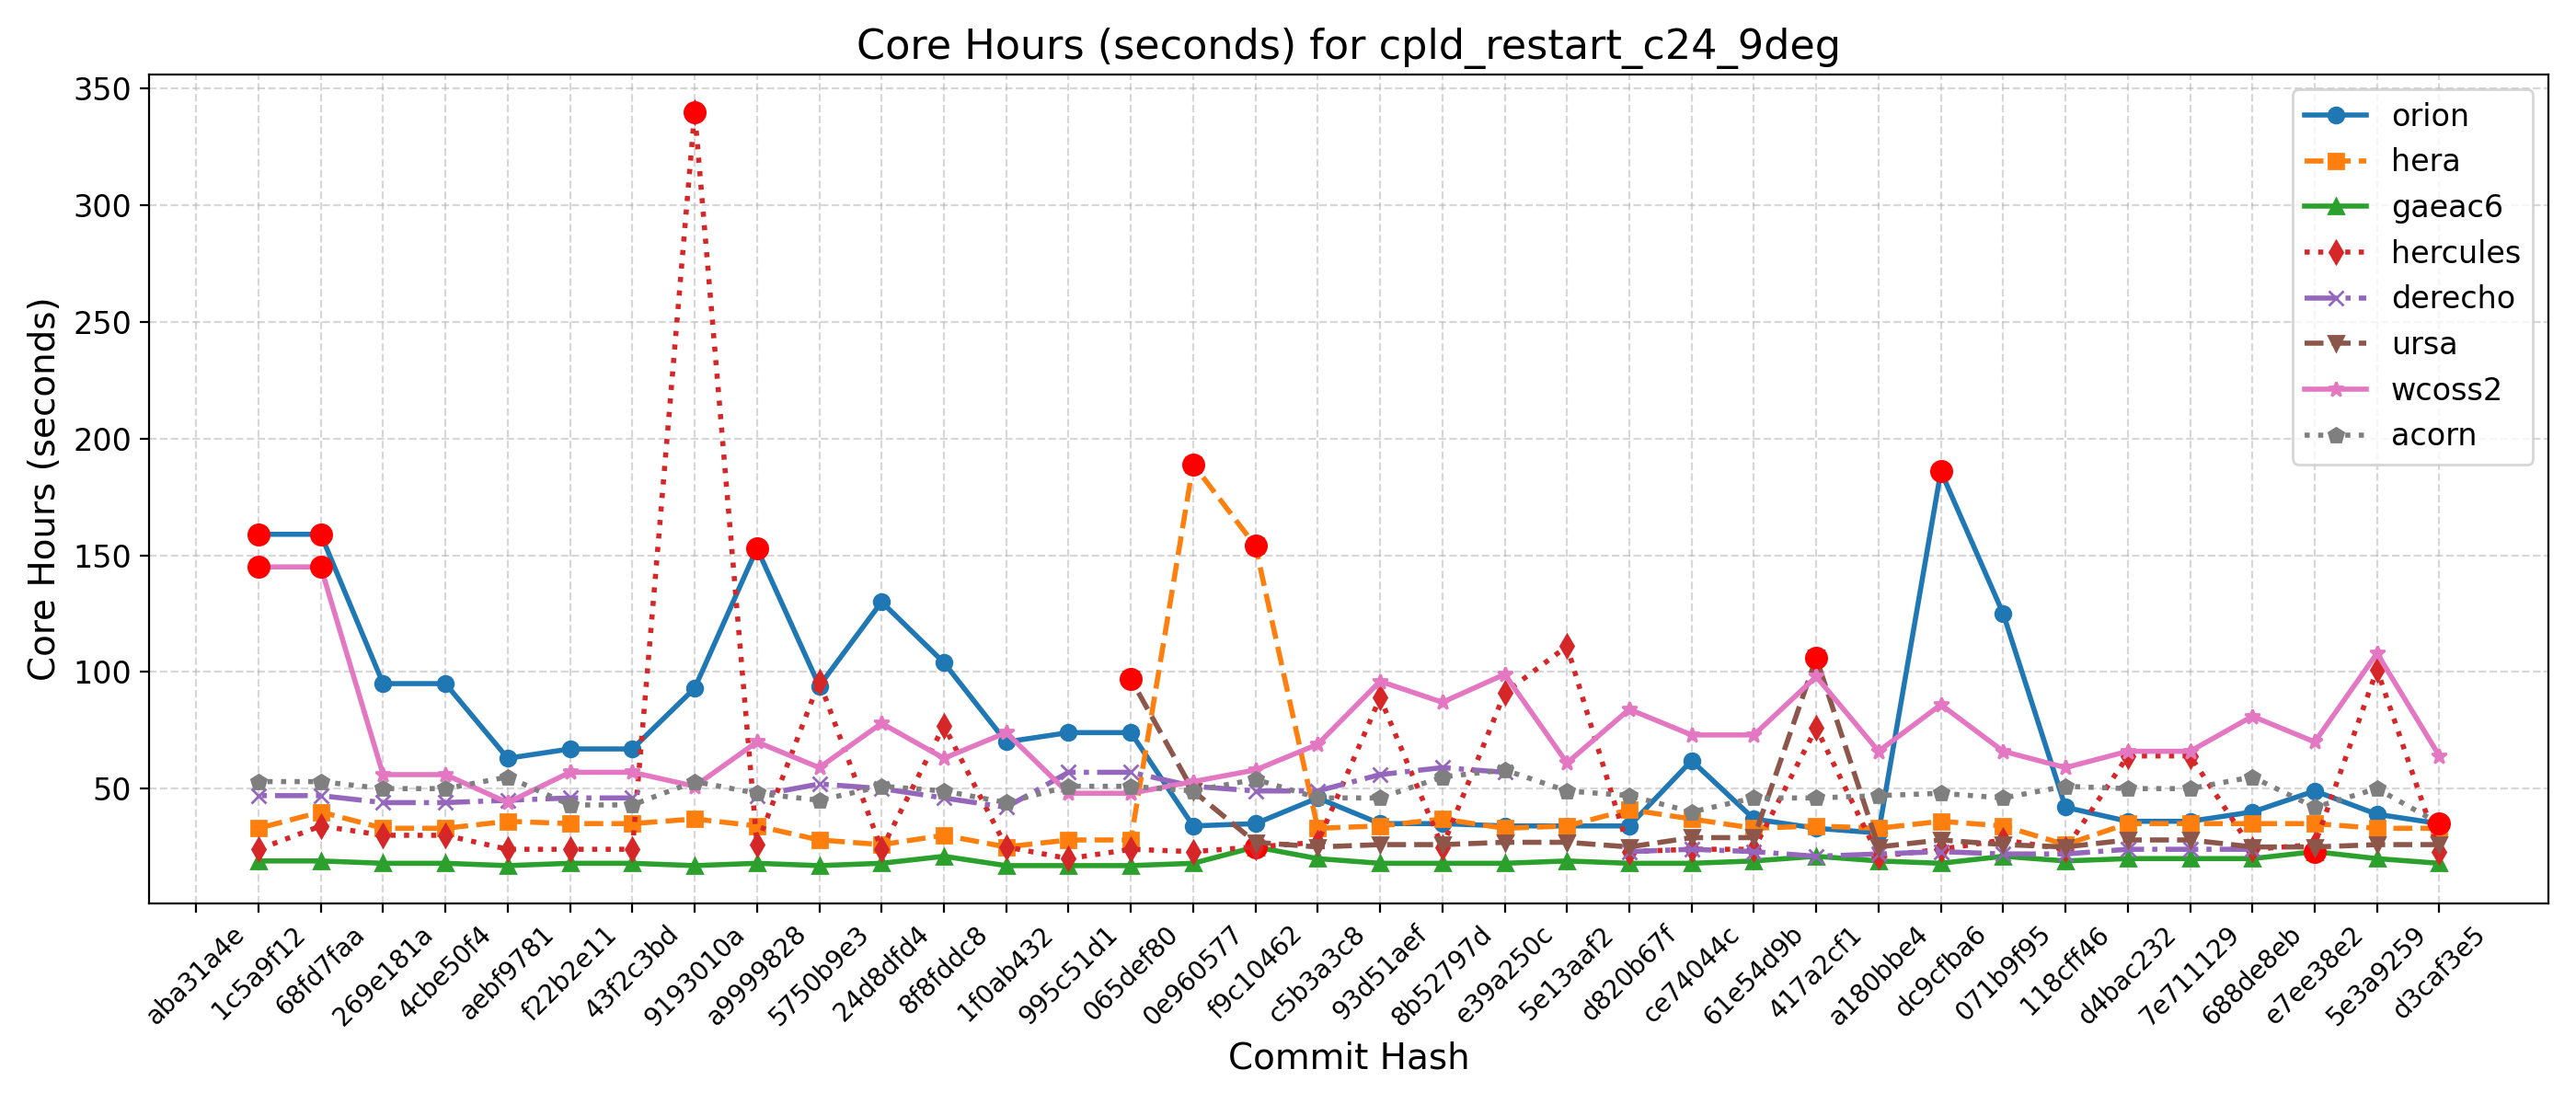 Core Hours (seconds) for cpld_restart_c24_9deg
Core Hours (seconds)
350
300
250
200
150
100
50
orion
hera
gaeac6
hercules
derecho
ursa
wcoss2
acorn
aba31a4e
1c5a9f12
68fd7faa
269e181a
4cbe50f4
aebf9781
f22b2e11
43f2c3bd
9193010a
a9999828
5750b9e3
24d8dfd4
8f8fddc8
1f0ab432
995c51d1
065def80
0e960577
f9c10462
c5b3a3c8
93d51aef
8b52797d
e39a250c
5e13aaf2
d820b67f
ce74044c
61e54d9b
417a2cf1
a180bbe4
dc9cfba6
071b9f95
118cff46
d4bac232
7e711129
688de8eb
e7ee38e2
5e3a9259
d3caf3e5
Commit Hash